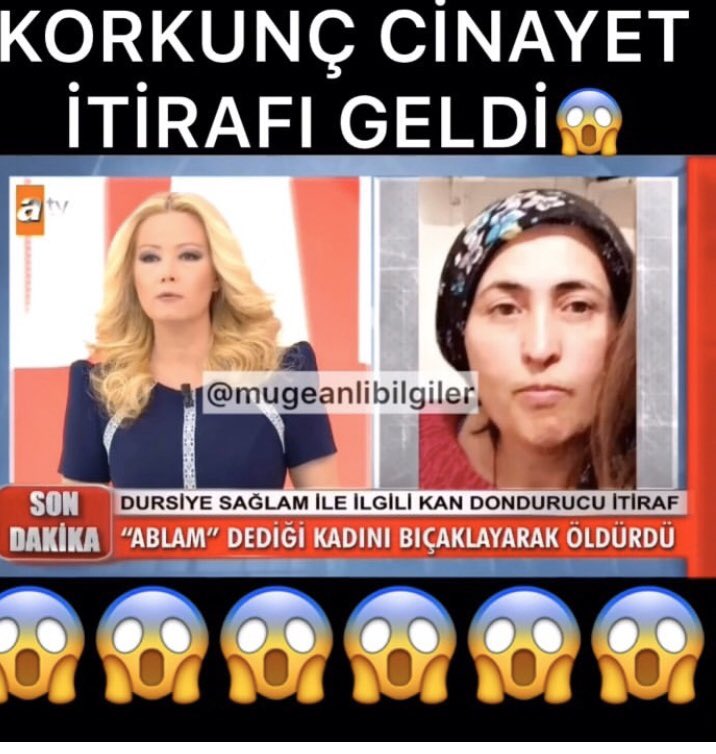 KORKUNÇ CİNAYET
İTİRAFI GELDİ😱
atv
@mugeanlibilgiler
SON DAKİKA
DURSİYE SAĞLAM İLE İLGİLİ KAN DONDURUCU İTİRAF
“ABLAM” DEDİĞİ KADINI BIÇAKLAYARAK ÖLDÜRDÜ
😱😱😱😱😱😱